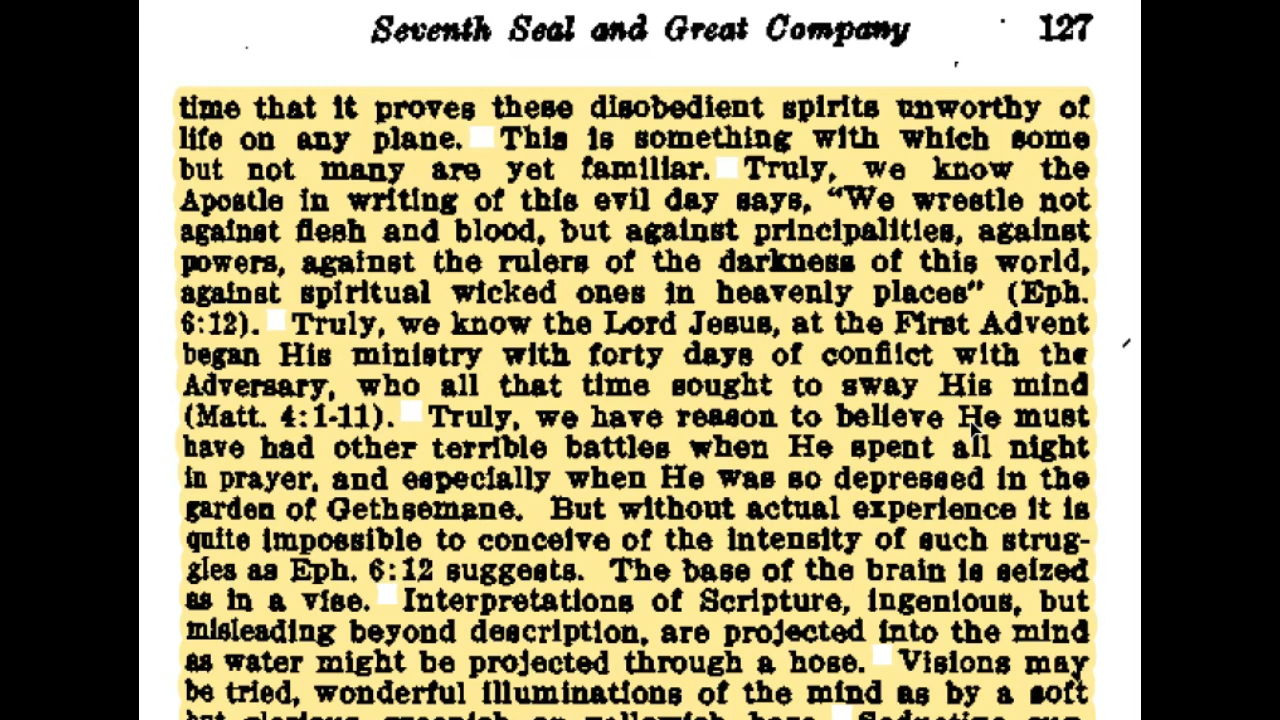 Seventh Seal and Great Company 127
time that it proves these disobedient spirits unworthy of
life on any plane. This is something with which some
but not many are yet familiar. Truly, we know the
Apostle in writing of this evil day says, "We wrestle not
against flesh and blood, but against principalities, against
powers, against the rulers of the darkness of this world,
against spiritual wicked ones in heavenly places" (Eph.
6:12). Truly, we know the Lord Jesus, at the First Advent
began His ministry with forty days of conflict with the
Adversary, who all that time sought to sway His mind
(Matt. 4:1-11). Truly, we have reason to believe He must
have had other terrible battles when He spent all night
in prayer, and especially when He was so depressed in the
garden of Gethsemane. But without actual experience it is
quite impossible to conceive of the intensity of such strug-
gles as Eph. 6:12 suggests. The base of the brain is seized
as in a vise. Interpretations of Scripture, ingenious, but
misleading beyond description, are projected into the mind
as water might be projected through a hose. Visions may
be tried, wonderful illuminations of the mind as by a soft